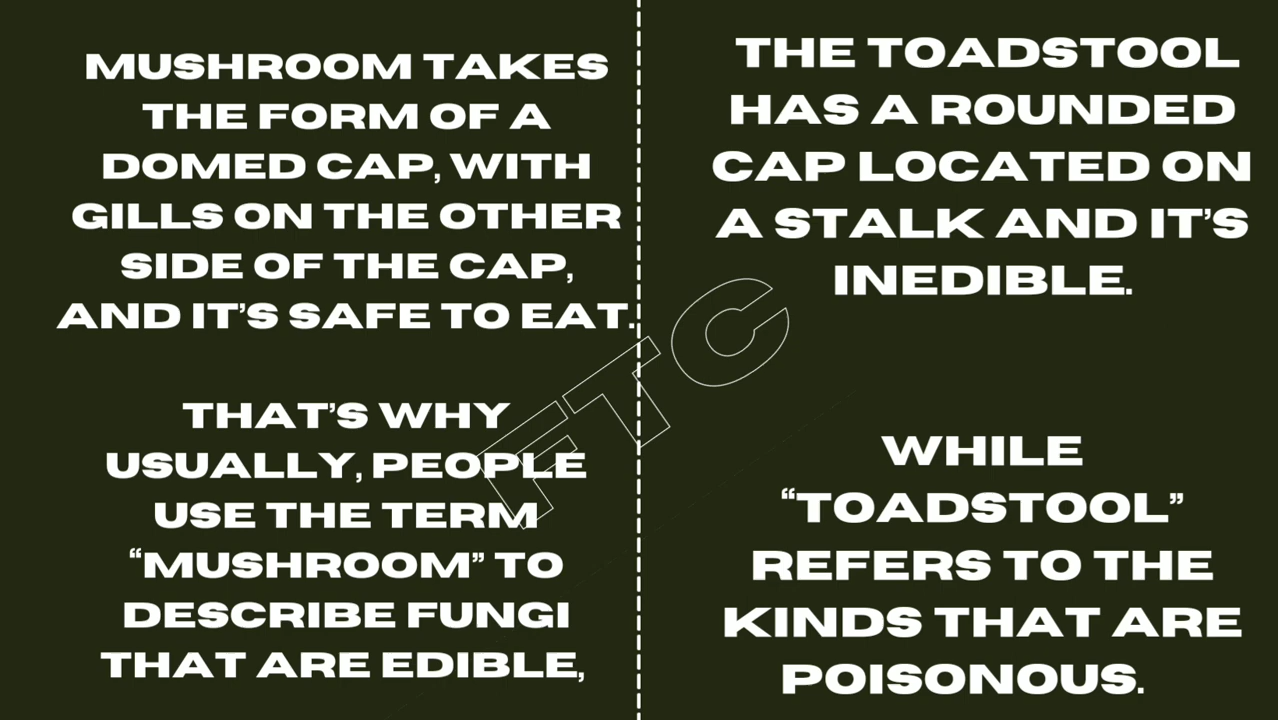 MUSHROOM TAKES
THE FORM OF A
DOMED CAP, WITH
GILLS ON THE OTHER
SIDE OF THE CAP,
AND IT'S SAFE TO EAT.
THAT'S WHY
USUALLY, PEOPLE
USE THE TERM
“MUSHROOM” TO
DESCRIBE FUNGI
THAT ARE EDIBLE,
THE TOADSTOOL
HAS A ROUNDED
CAP LOCATED ON
A STALK AND IT'S
INEDIBLE.
WHILE
“TOADSTOOL”
REFERS TO THE
KINDS THAT ARE
POISONOUS.
FTC